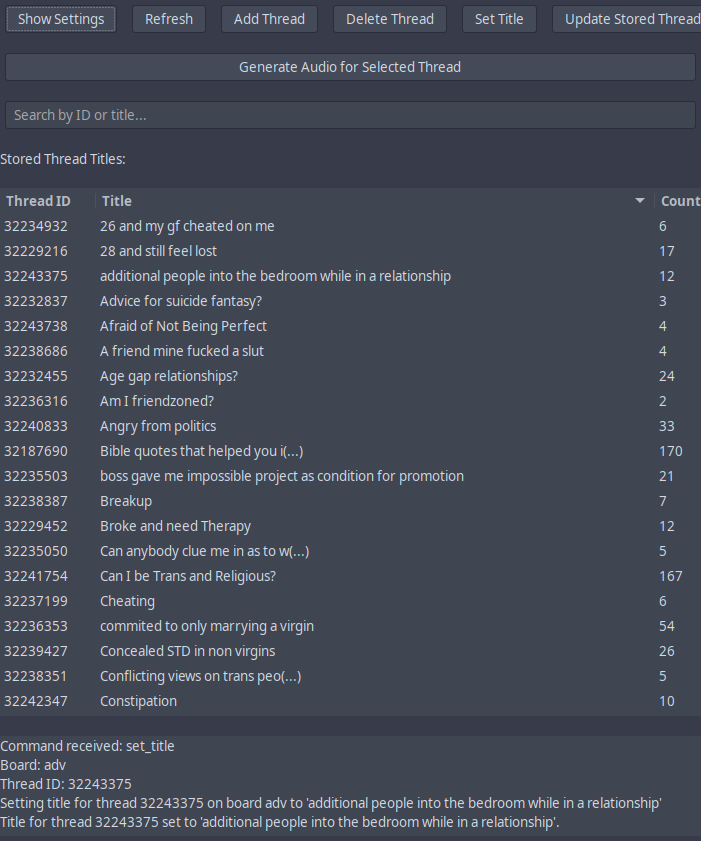 Show Settings Refresh Add Thread Delete Thread Set Title Update Stored Thread
Generate Audio for Selected Thread
Search by ID or title...
Stored Thread Titles:
Thread ID Title Count
32234932 26 and my gf cheated on me 6
32229216 28 and still feel lost 17
32243375 additional people into the bedroom while in a relationship 12
32232837 Advice for suicide fantasy? 3
32243738 Afraid of Not Being Perfect 4
32238686 A friend mine fucked a slut 4
32232455 Age gap relationships? 24
32236316 Am I friendzoned? 2
32240833 Angry from politics 33
32187690 Bible quotes that helped you i(...) 170
32235503 boss gave me impossible project as condition for promotion 21
32238387 Breakup 7
32229452 Broke and need Therapy 12
32235050 Can anybody clue me in as to w(...) 5
32241754 Can I be Trans and Religious? 167
32237199 Cheating 6
32236353 commited to only marrying a virgin 54
32239427 Concealed STD in non virgins 26
32238351 Conflicting views on trans peo(...) 5
32242347 Constipation 10
Command received: set_title
Board: adv
Thread ID: 32243375
Setting title for thread 32243375 on board adv to 'additional people into the bedroom while in a relationship'
Title for thread 32243375 set to 'additional people into the bedroom while in a relationship'.